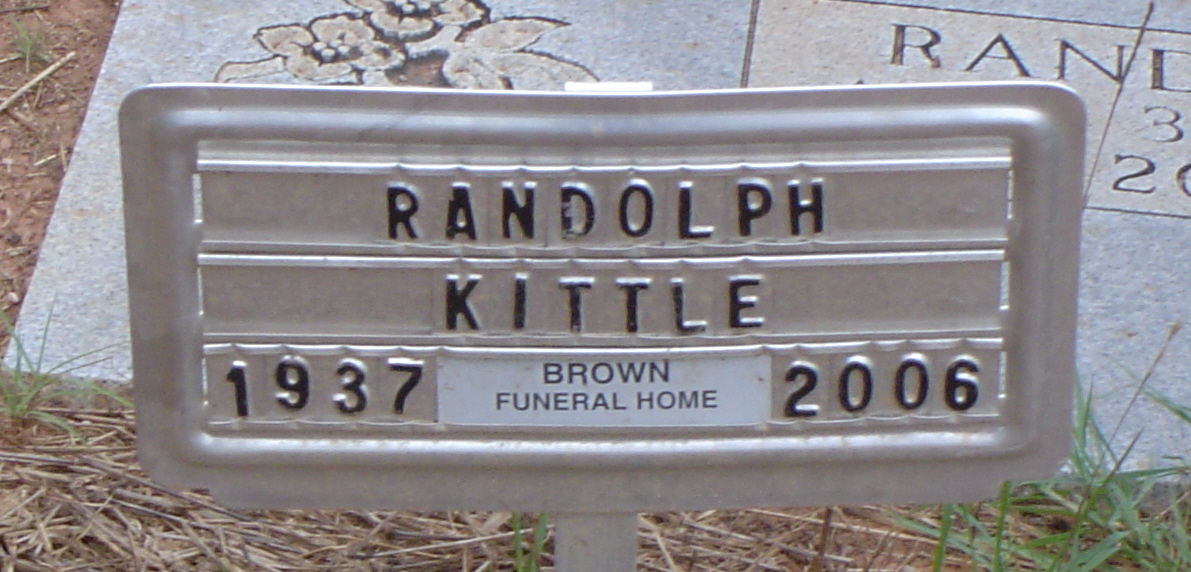 RANDOLPH
KITTLE
1937 BROWN FUNERAL HOME 2006